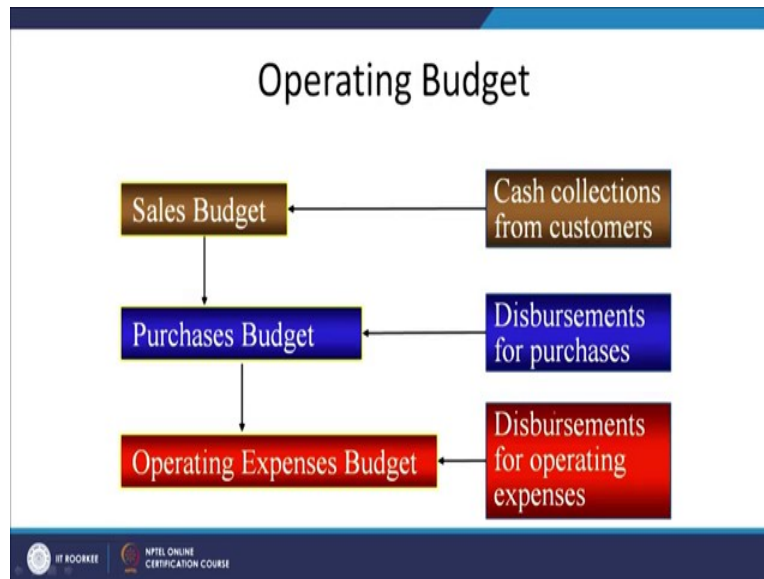 Operating Budget
Sales Budget
Cash collections
from customers
Purchases Budget
Disbursements
for purchases
Operating Expenses Budget
Disbursements
for operating
expenses
IIT ROORKEE
NPTEL ONLINE
CERTIFICATION COURSE